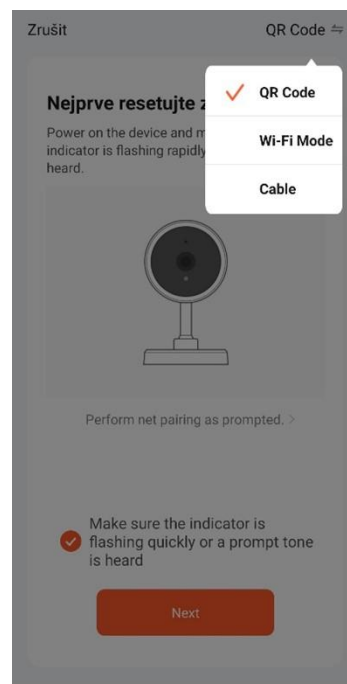 Zrušit
QR Code
Nejprve resetujte
QR Code
Power on the device and
Wi-Fi Mode
indicator is flashing rapidly
heard.
Cable
Perform net pairing as prompted. >
Make sure the indicator is
flashing quickly or a prompt tone
is heard
Next